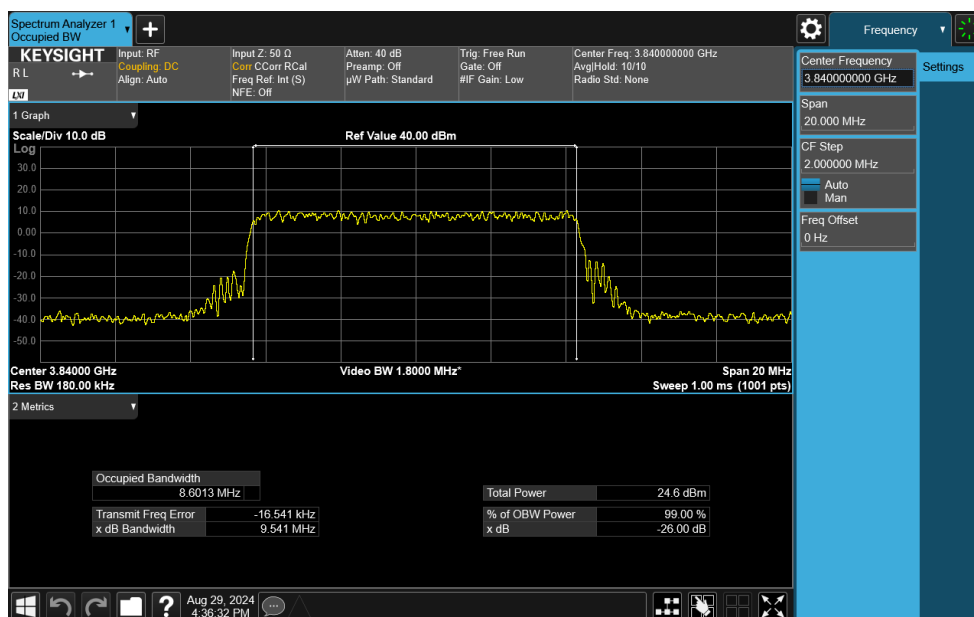 Spectrum Analyzer 1
Occupied BW
Frequency
KEYSIGHT
R L
LXI
Input: RF
Coupling: DC
Align: Auto
Input Z: 50 Ω
Corr CCorr RCal
Freq Ref: Int (S)
NFE: Off
Atten: 40 dB
Preamp: Off
µW Path: Standard
Trig: Free Run
Gate: Off
#IF Gain: Low
Center Freq: 3.840000000 GHz
Avg|Hold: 10/10
Radio Std: None
Center Frequency
3.840000000 GHz
Settings
Span
20.000 MHz
CF Step
2.000000 MHz
Auto
Man
Freq Offset
0 Hz
1 Graph
Scale/Div 10.0 dB
Ref Value 40.00 dBm
Log
30.0
20.0
10.0
0.00
-10.0
-20.0
-30.0
-40.0
-50.0
Center 3.84000 GHz
Video BW 1.8000 MHz*
Span 20 MHz
Res BW 180.00 kHz
Sweep 1.00 ms (1001 pts)
2 Metrics
Occupied Bandwidth
8.6013 MHz
Transmit Freq Error -16.541 kHz
x dB Bandwidth 9.541 MHz
Total Power 24.6 dBm
% of OBW Power 99.00 %
x dB -26.00 dB
Aug 29, 2024
4:36:32 PM